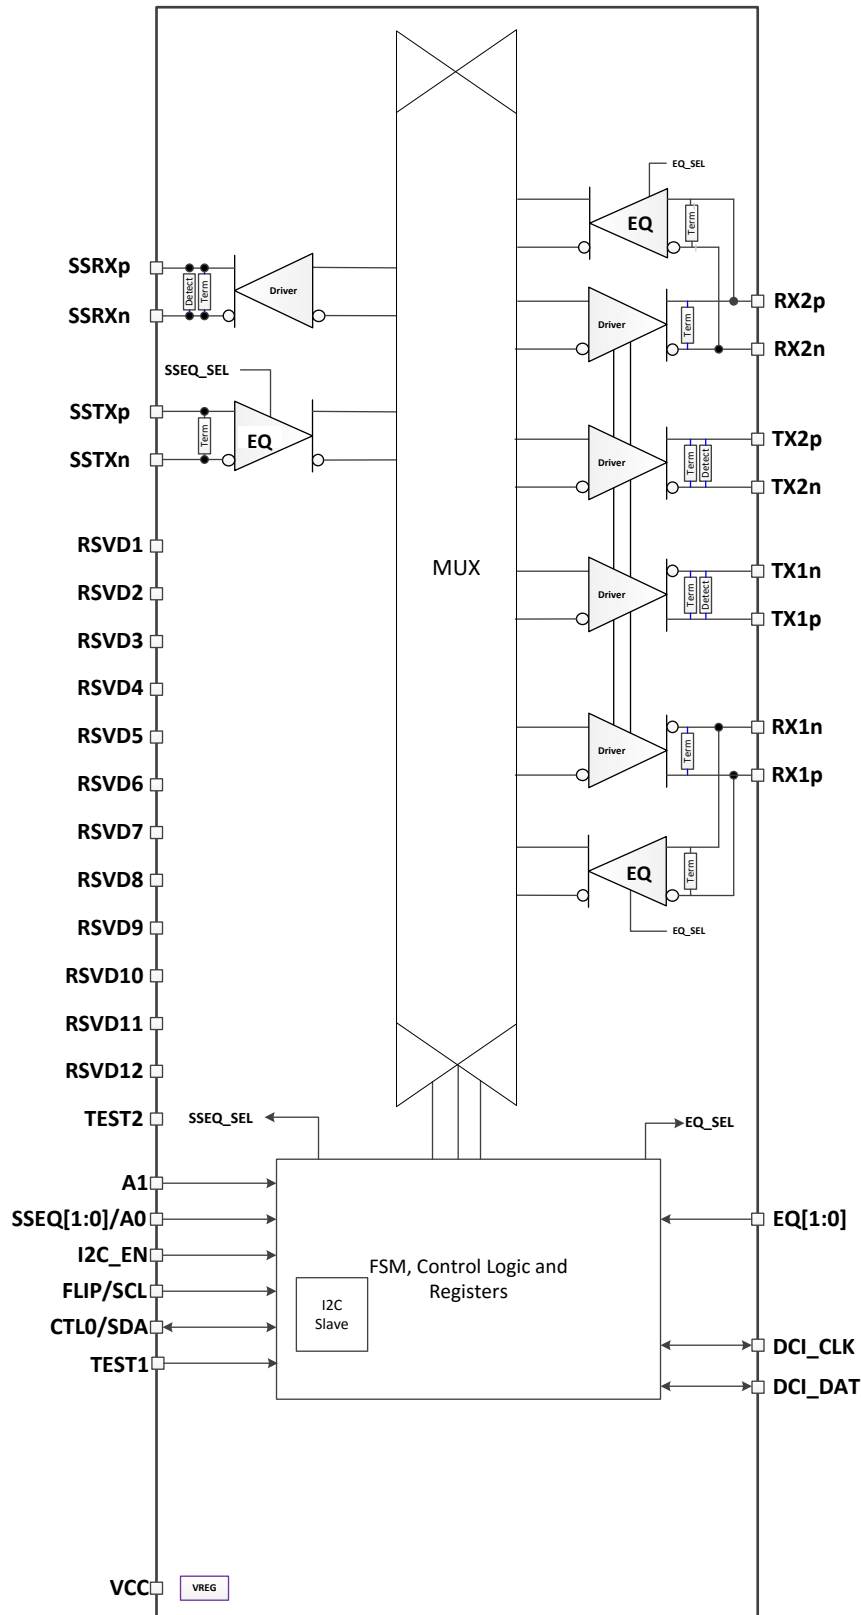 EQ_SEL
EQ
Term
SSRXp
Detect
Term
Driver
SSRXn
Driver
Term
RX2p
RX2n
SSEQ_SEL
SSTXp
Term
EQ
SSTXn
Driver
Term
Detect
TX2p
TX2n
RSVD1
RSVD2
RSVD3
RSVD4
RSVD5
RSVD6
RSVD7
RSVD8
RSVD9
RSVD10
RSVD11
RSVD12
TEST2
MUX
Driver
Term
Detect
TX1n
TX1p
Driver
Term
RX1n
RX1p
EQ
Term
EQ_SEL
SSEQ_SEL
EQ_SEL
A1
SSEQ[1:0]/A0
I2C_EN
FLIP/SCL
CTL0/SDA
TEST1
FSM, Control Logic and
Registers
I2C
Slave
EQ[1:0]
DCI_CLK
DCI_DAT
VCC
VREG